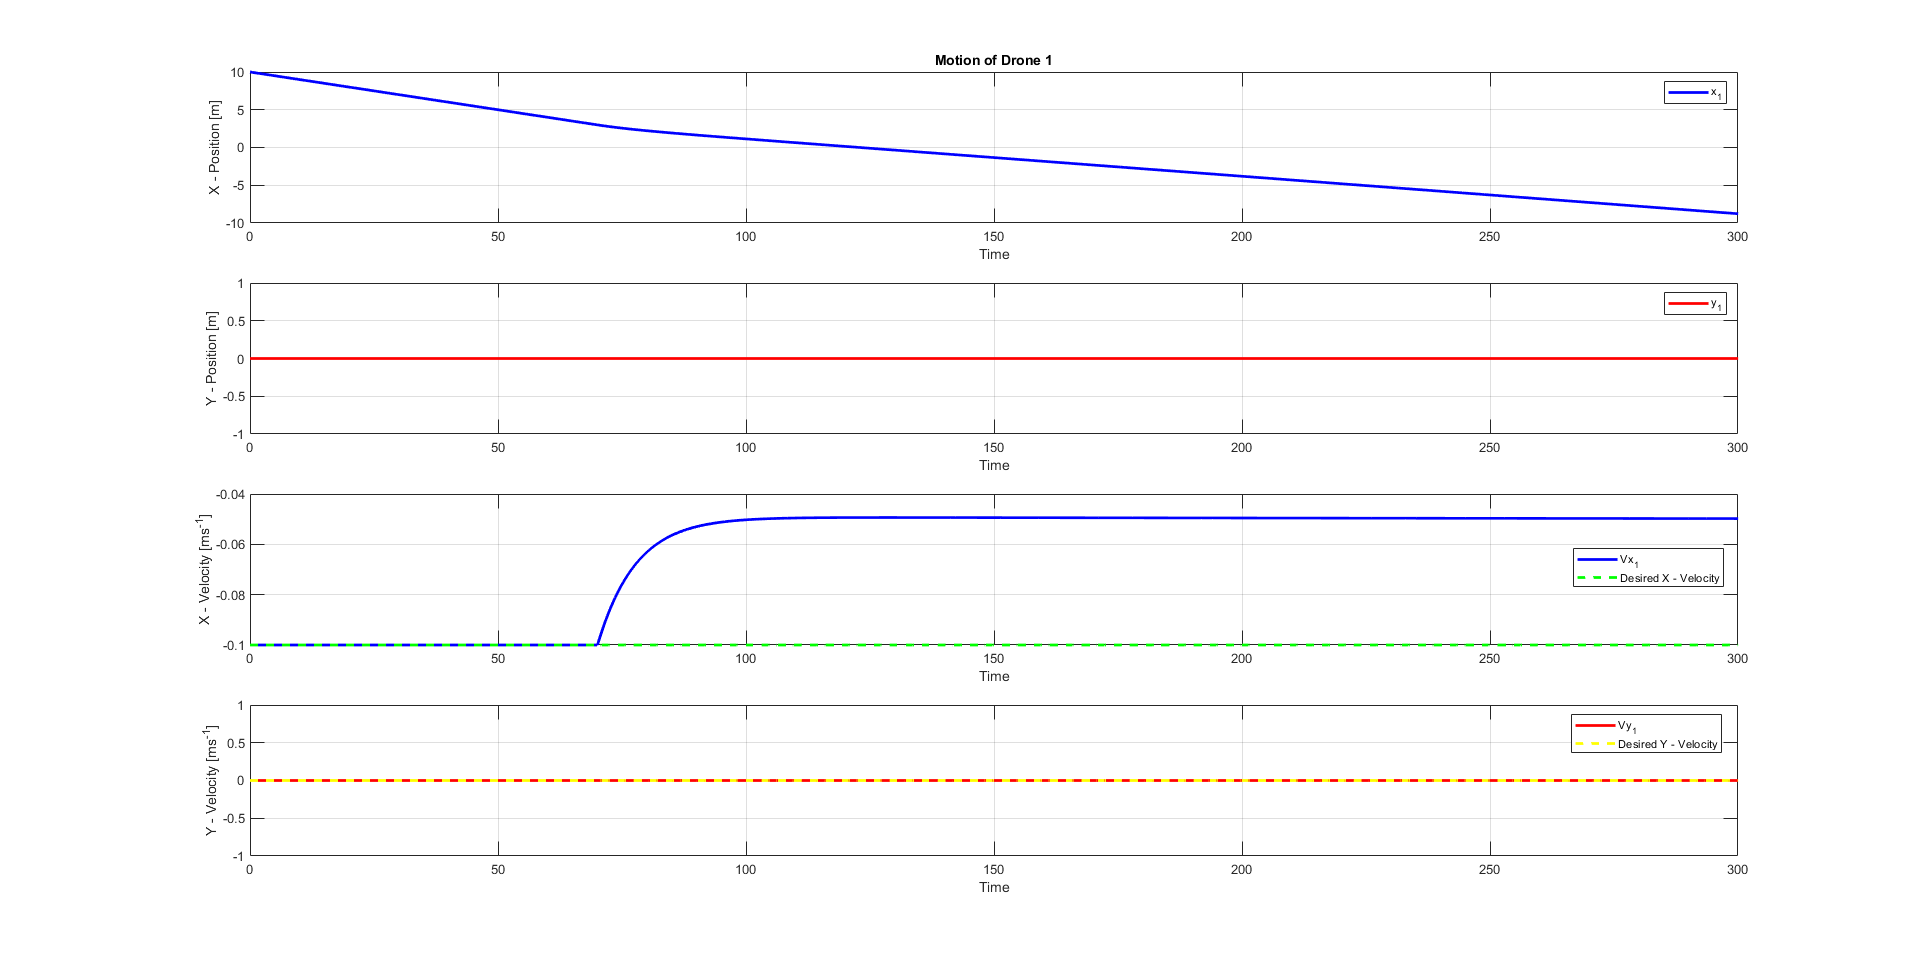 Motion of Drone 1
10
5
0
-5
-10
X - Position [m]
x1
0 50 100 150 200 250 300
Time
1
0.5
0
-0.5
-1
Y - Position [m]
y1
0 50 100 150 200 250 300
Time
-0.04
-0.06
-0.08
-0.1
X - Velocity [ms-1]
Vx1
Desired X - Velocity
0 50 100 150 200 250 300
Time
1
0.5
0
-0.5
-1
Y - Velocity [ms-1]
Vy1
Desired Y - Velocity
0 50 100 150 200 250 300
Time